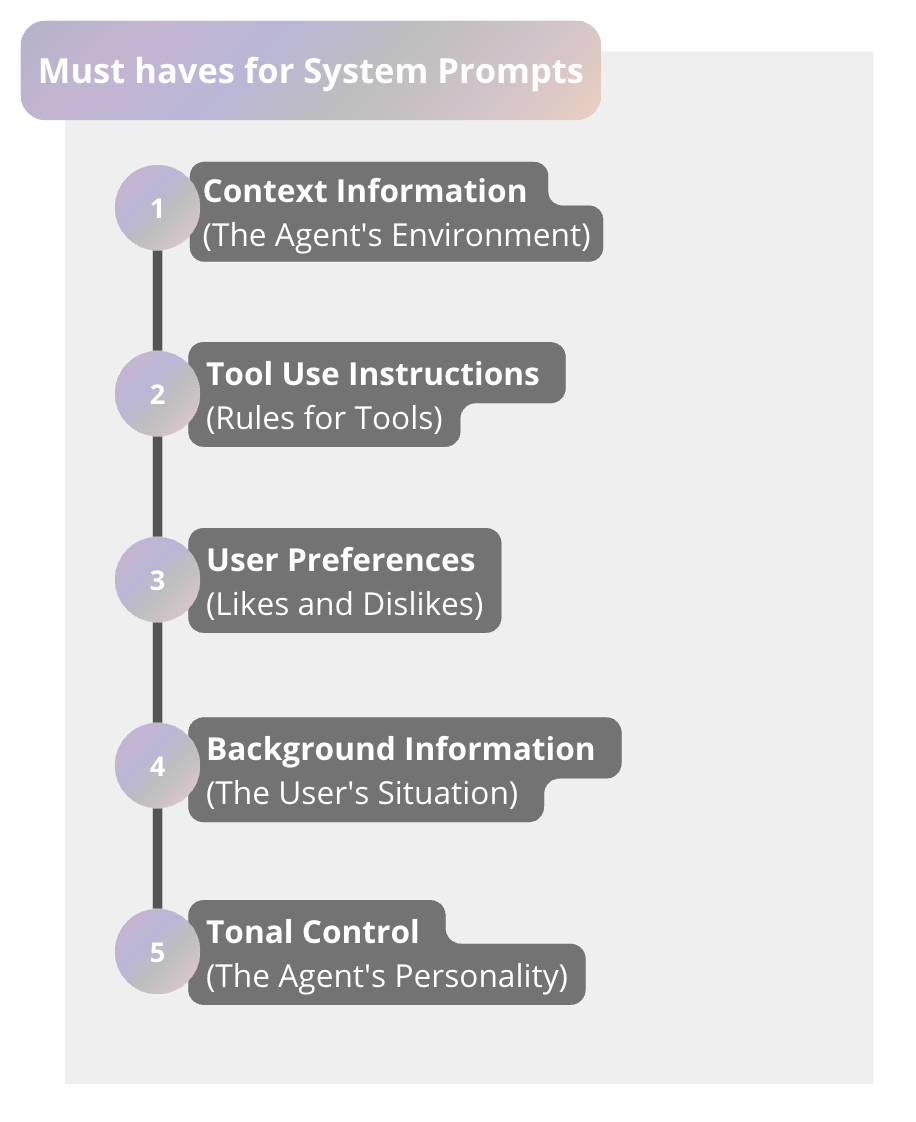 Must haves for System Prompts
1
Context Information
(The Agent's Environment)
2
Tool Use Instructions
(Rules for Tools)
3
User Preferences
(Likes and Dislikes)
4
Background Information
(The User's Situation)
5
Tonal Control
(The Agent's Personality)